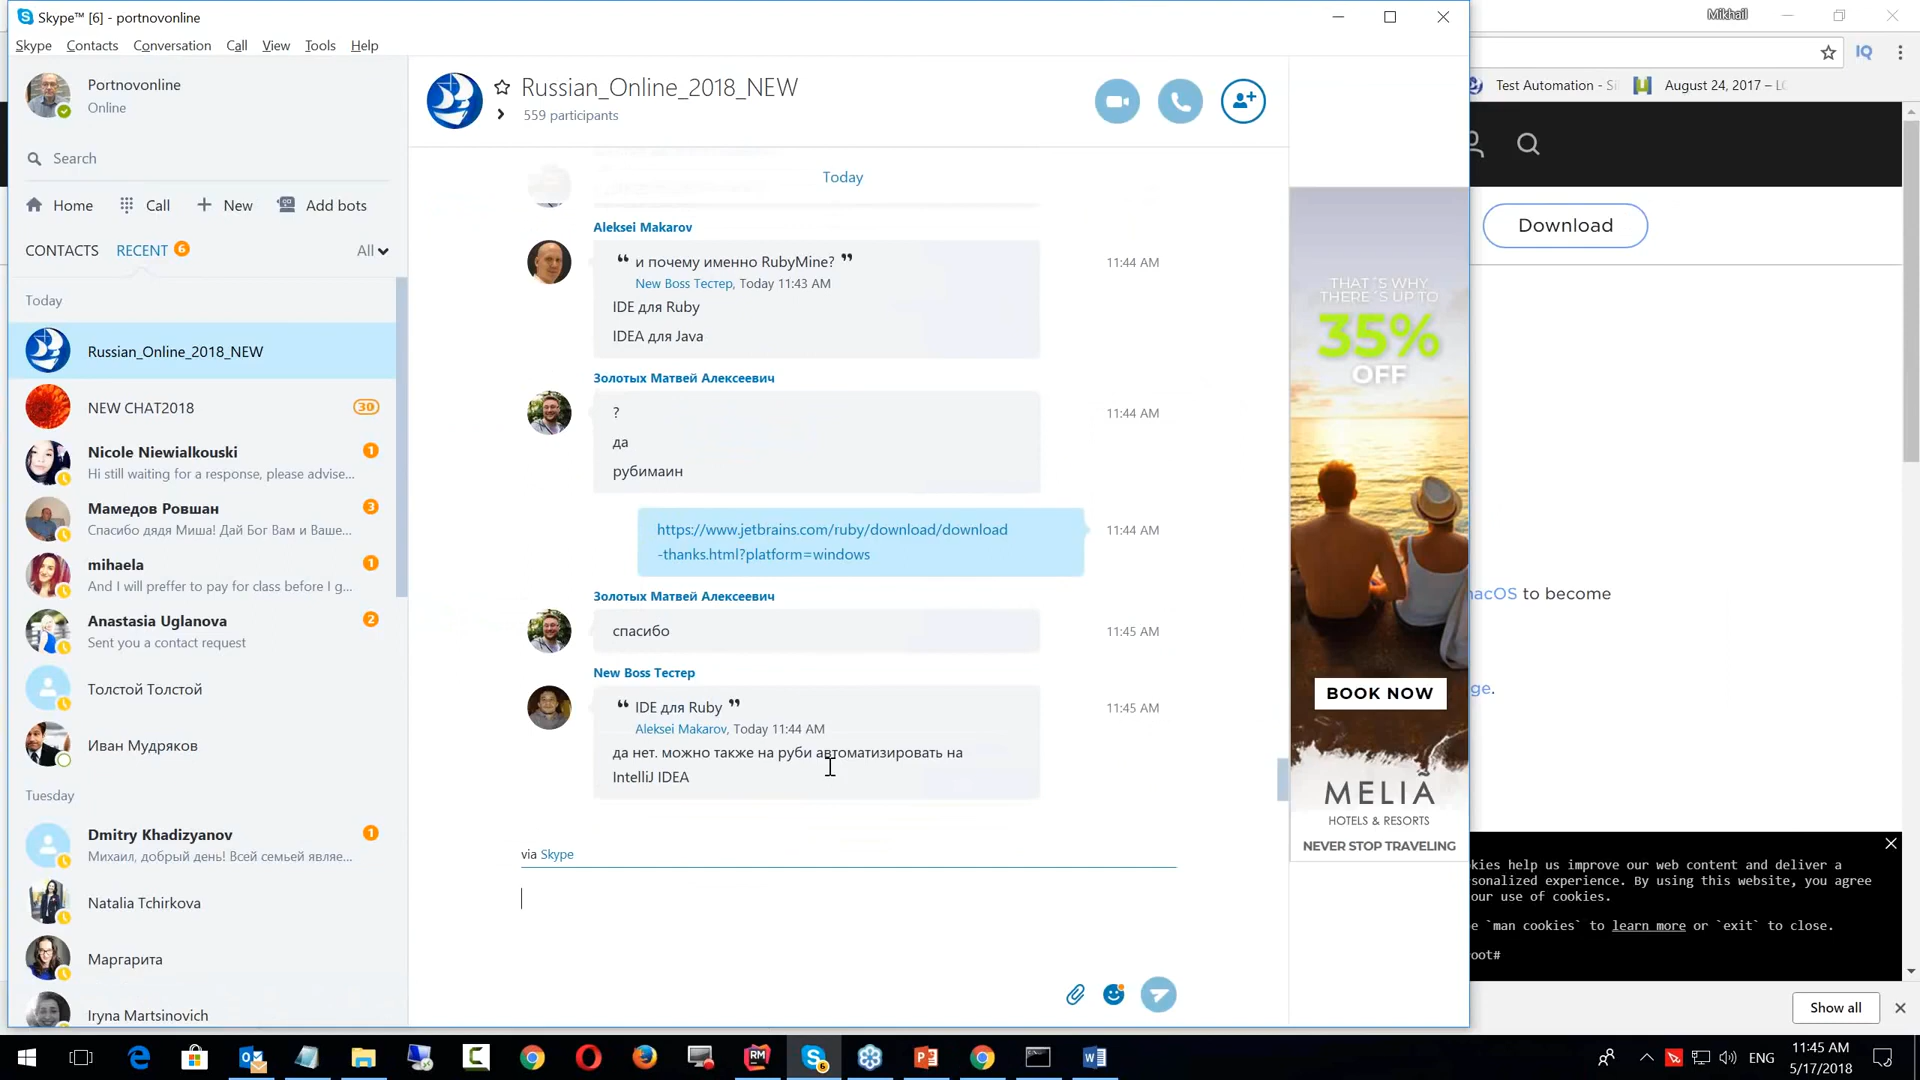 Skype™ [6] - portnovonline
Mikhail
Skype Contacts Conversation Call View Tools Help
Portnovonline
Online
Search
Home Call New Add bots
CONTACTS RECENT 6 All
Today
Russian_Online_2018_NEW
NEW CHAT2018 30
Nicole Niewialkouski 1
Hi still waiting for a response, please advise...
Мамедов Ровшан 3
Спасибо дядя Миша! Дай Бог Вам и Ваше...
mihaela 1
And I will preffer to pay for class before I g...
Anastasia Uglanova 2
Sent you a contact request
Толстой Толстой
Иван Мудряков
Tuesday
Dmitry Khadizyanov 1
Михаил, добрый день! Всей семьей являе...
Natalia Tchirkova
Маргарита
Iryna Martsinovich
Russian_Online_2018_NEW
559 participants
Today
Aleksei Makarov
“ и почему именно RubyMine? ” 11:44 AM
New Boss Тестер, Today 11:43 AM
IDE для Ruby
IDEA для Java
Золотых Матвей Алексеевич
? 11:44 AM
да
рубимаин
https://www.jetbrains.com/ruby/download/download 11:44 AM
-thanks.html?platform=windows
Золотых Матвей Алексеевич
спасибо 11:45 AM
New Boss Тестер
“ IDE для Ruby ” 11:45 AM
Aleksei Makarov, Today 11:44 AM
да нет. можно также на руби автоматизировать на
IntelliJ IDEA
via Skype
THAT´S WHY
THERE´S UP TO
35%
OFF
BOOK NOW
MELIÃ
HOTELS & RESORTS
NEVER STOP TRAVELING
IQ
Test Automation - Si August 24, 2017 – LC
Download
acOS to become
ge.
kies help us improve our web content and deliver a
sonalized experience. By using this website, you agree
our use of cookies.
e `man cookies` to learn more or `exit` to close.
oot#
Show all
RM 6 ENG 11:45 AM
5/17/2018